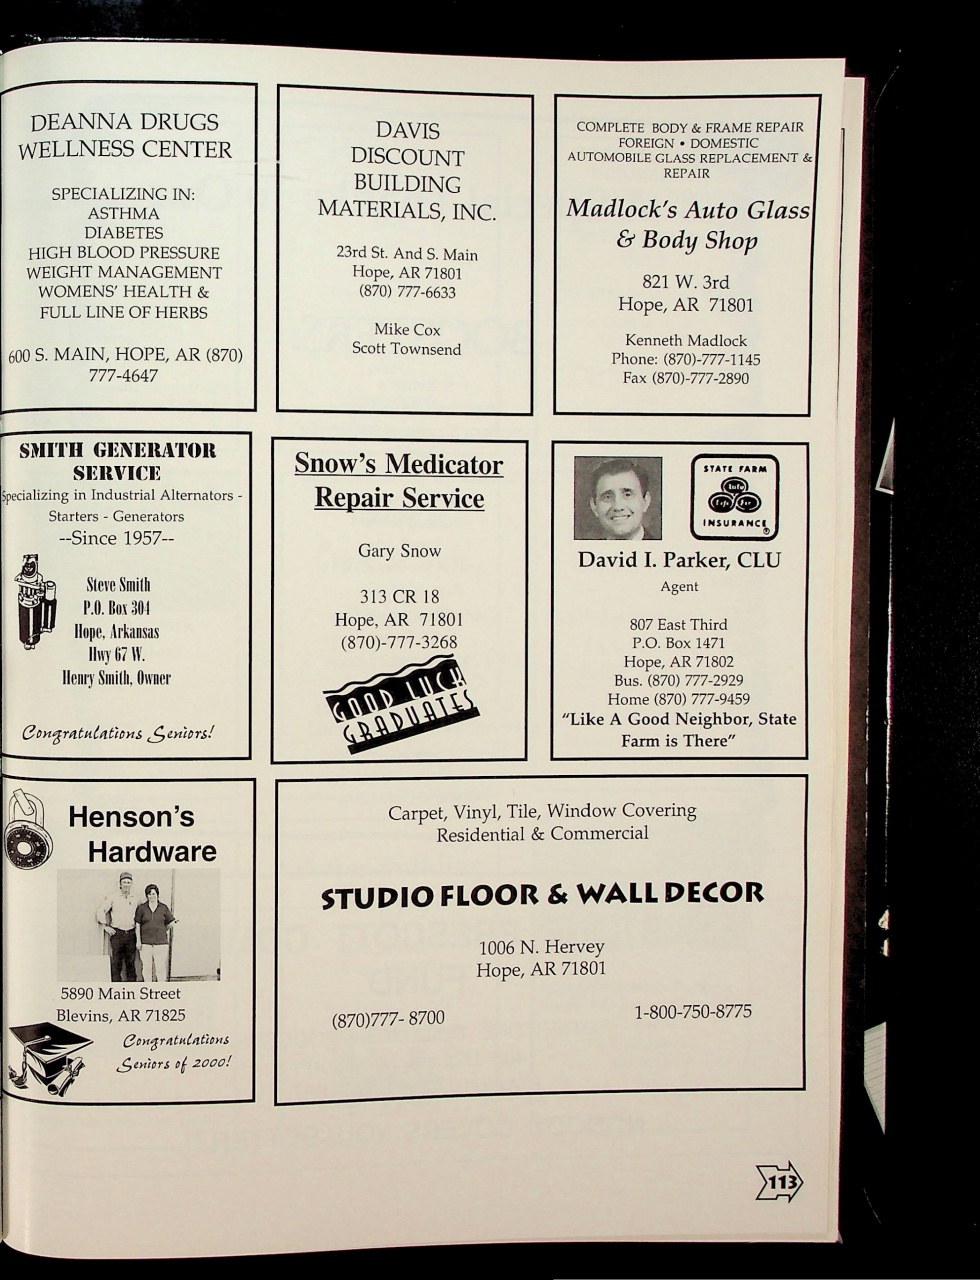 DEANNA DRUGS
WELLNESS CENTER
SPECIALIZING IN:
ASTHMA
DIABETES
HIGH BLOOD PRESSURE
WEIGHT MANAGEMENT
WOMENS' HEALTH &
FULL LINE OF HERBS
600 S. MAIN, HOPE, AR (870)
777-4647
DAVIS
DISCOUNT
BUILDING
MATERIALS, INC.
23rd St. And S. Main
Hope, AR 71801
(870) 777-6633
Mike Cox
Scott Townsend
COMPLETE BODY & FRAME REPAIR
FOREIGN • DOMESTIC
AUTOMOBILE GLASS REPLACEMENT &
REPAIR
Madlock's Auto Glass
& Body Shop
821 W. 3rd
Hope, AR 71801
Kenneth Madlock
Phone: (870)-777-1145
Fax (870)-777-2890
SMITH GENERATOR
SERVICE
Specializing in Industrial Alternators -
Starters - Generators
--Since 1957--
Steve Smith
P.O. Box 304
Hope, Arkansas
Hwy 67 W.
Henry Smith, Owner
Congratulations Seniors!
Snow's Medicator
Repair Service
Gary Snow
313 CR 18
Hope, AR 71801
(870)-777-3268
GOOD LUCK
GRADUATES
STATE FARM
Auto
Life Fire
INSURANCE
®
David I. Parker, CLU
Agent
807 East Third
P.O. Box 1471
Hope, AR 71802
Bus. (870) 777-2929
Home (870) 777-9459
"Like A Good Neighbor, State
Farm is There"
Henson's
Hardware
5890 Main Street
Blevins, AR 71825
Congratulations
Seniors of 2000!
Carpet, Vinyl, Tile, Window Covering
Residential & Commercial
STUDIO FLOOR & WALL DECOR
1006 N. Hervey
Hope, AR 71801
(870)777- 8700
1-800-750-8775
113